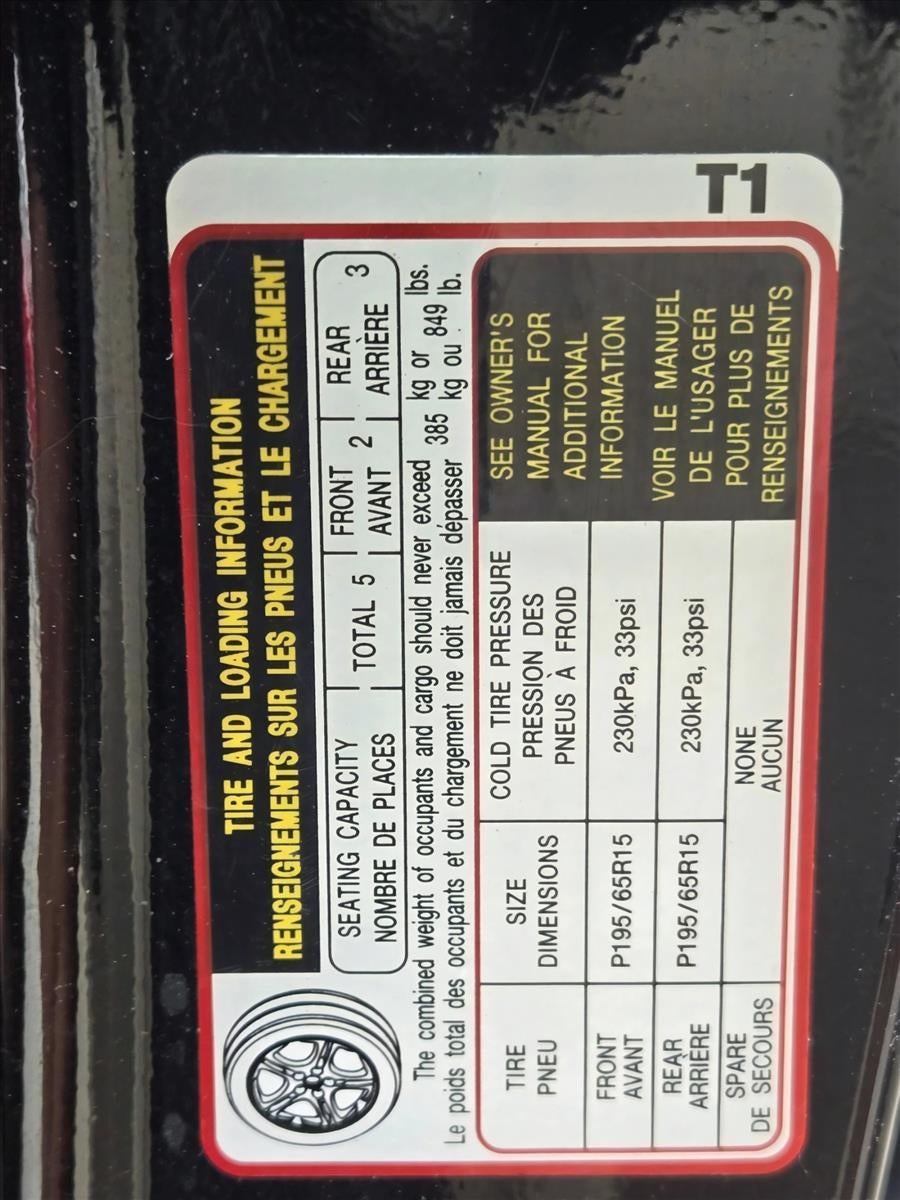 TIRE AND LOADING INFORMATION
RENSEIGNEMENTS SUR LES PNEUS ET LE CHARGEMENT
SEATING CAPACITY
NOMBRE DE PLACES
TOTAL 5
FRONT
AVANT 2
REAR
ARRIÈRE 3
The combined weight of occupants and cargo should never exceed 385 kg or 849 lbs.
Le poids total des occupants et du chargement ne doit jamais dépasser 385 kg ou 849 lb.
TIRE
PNEU
SIZE
DIMENSIONS
COLD TIRE PRESSURE
PRESSION DES
PNEUS À FROID
FRONT
AVANT
P195/65R15
230kPa, 33psi
REAR
ARRIÈRE
P195/65R15
230kPa, 33psi
SPARE
DE SECOURS
NONE
AUCUN
SEE OWNER'S
MANUAL FOR
ADDITIONAL
INFORMATION
VOIR LE MANUEL
DE L'USAGER
POUR PLUS DE
RENSEIGNEMENTS
T1